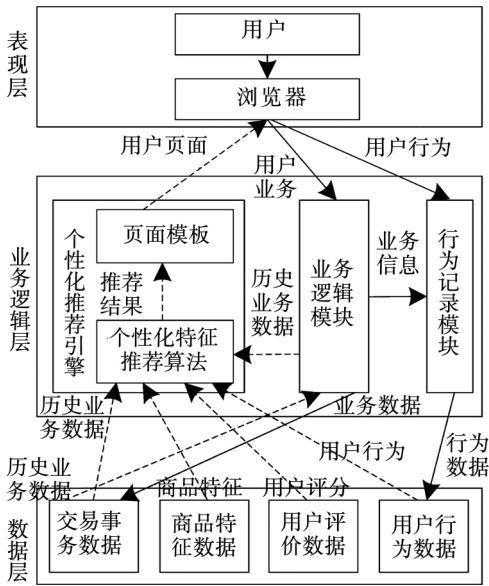 表现层
用户
浏览器
用户页面
用户行为
用户
业务
业务逻辑层
个性化推荐引擎
页面模板
推荐
结果
个性化特征
推荐算法
历史
业务
数据
业务
逻辑
模块
业务
信息
行为记录模块
历史业
务数据
业务数据
历史业
务数据
商品特征
用户评分
用户行为
行为
数据
数据层
交易事
务数据
商品特
征数据
用户评
价数据
用户行
为数据